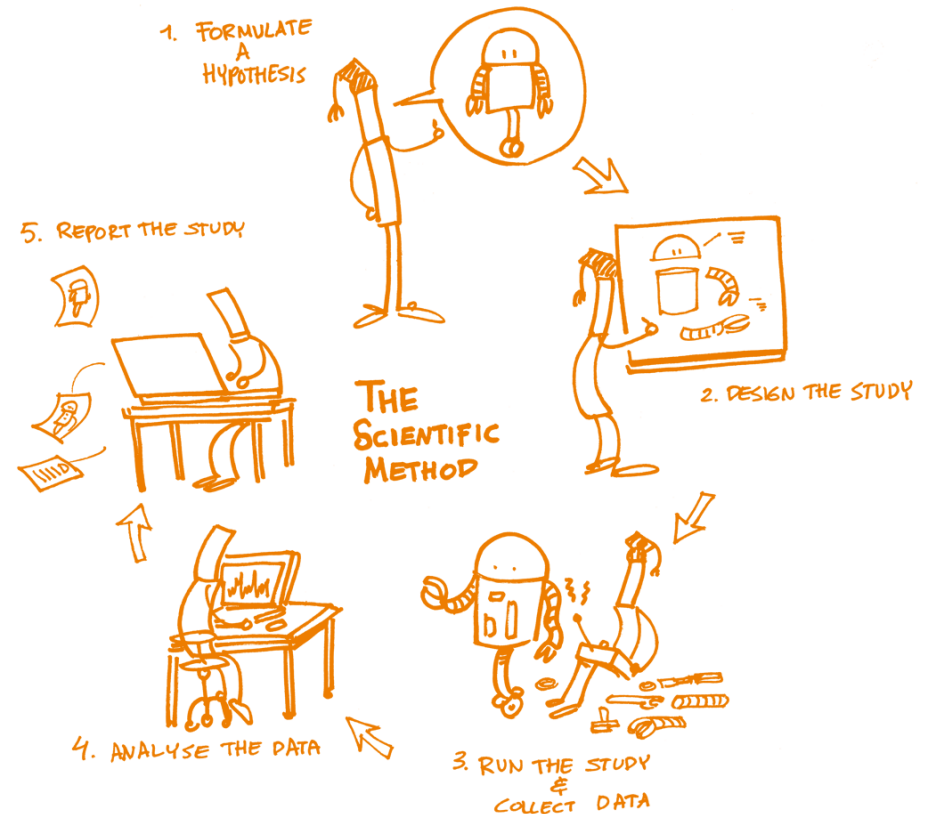 1. FORMULATE
A
HYPOTHESIS
5. REPORT THE STUDY
THE
SCIENTIFIC
METHOD
2. DESIGN THE STUDY
3. RUN THE STUDY
&
COLLECT DATA
4. ANALYSE THE DATA